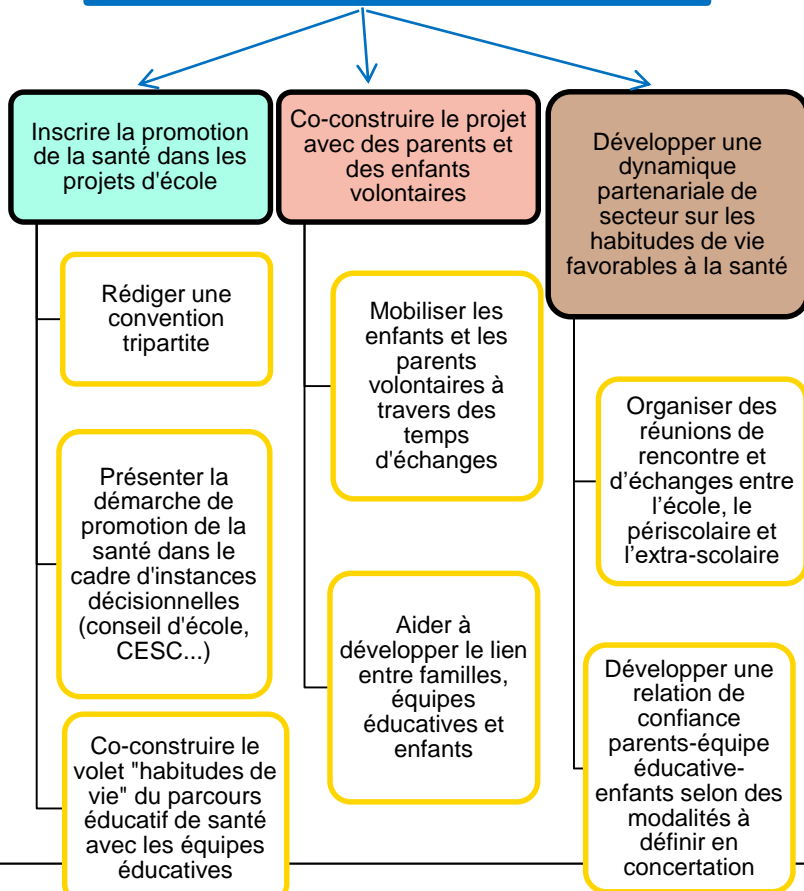 Inscrire la promotion
de la santé dans les
projets d'école
Rédiger une
convention
tripartite
Présenter la
démarche de
promotion de la
santé dans le
cadre d'instances
décisionnelles
(conseil d'école,
CESC...)
Co-construire le
volet "habitudes de
vie" du parcours
éducatif de santé
avec les équipes
éducatives
Co-construire le projet
avec des parents et
des enfants
volontaires
Mobiliser les
enfants et les
parents
volontaires à
travers des
temps
d'échanges
Aider à
développer le lien
entre familles,
équipes
éducatives et
enfants
Développer une
dynamique
partenariale de
secteur sur les
habitudes de vie
favorables à la santé
Organiser des
réunions de
rencontre et
d’échanges entre
l’école, le
périscolaire et
l’extra-scolaire
Développer une
relation de
confiance
parents-équipe
éducative-
enfants selon des
modalités à
définir en
concertation